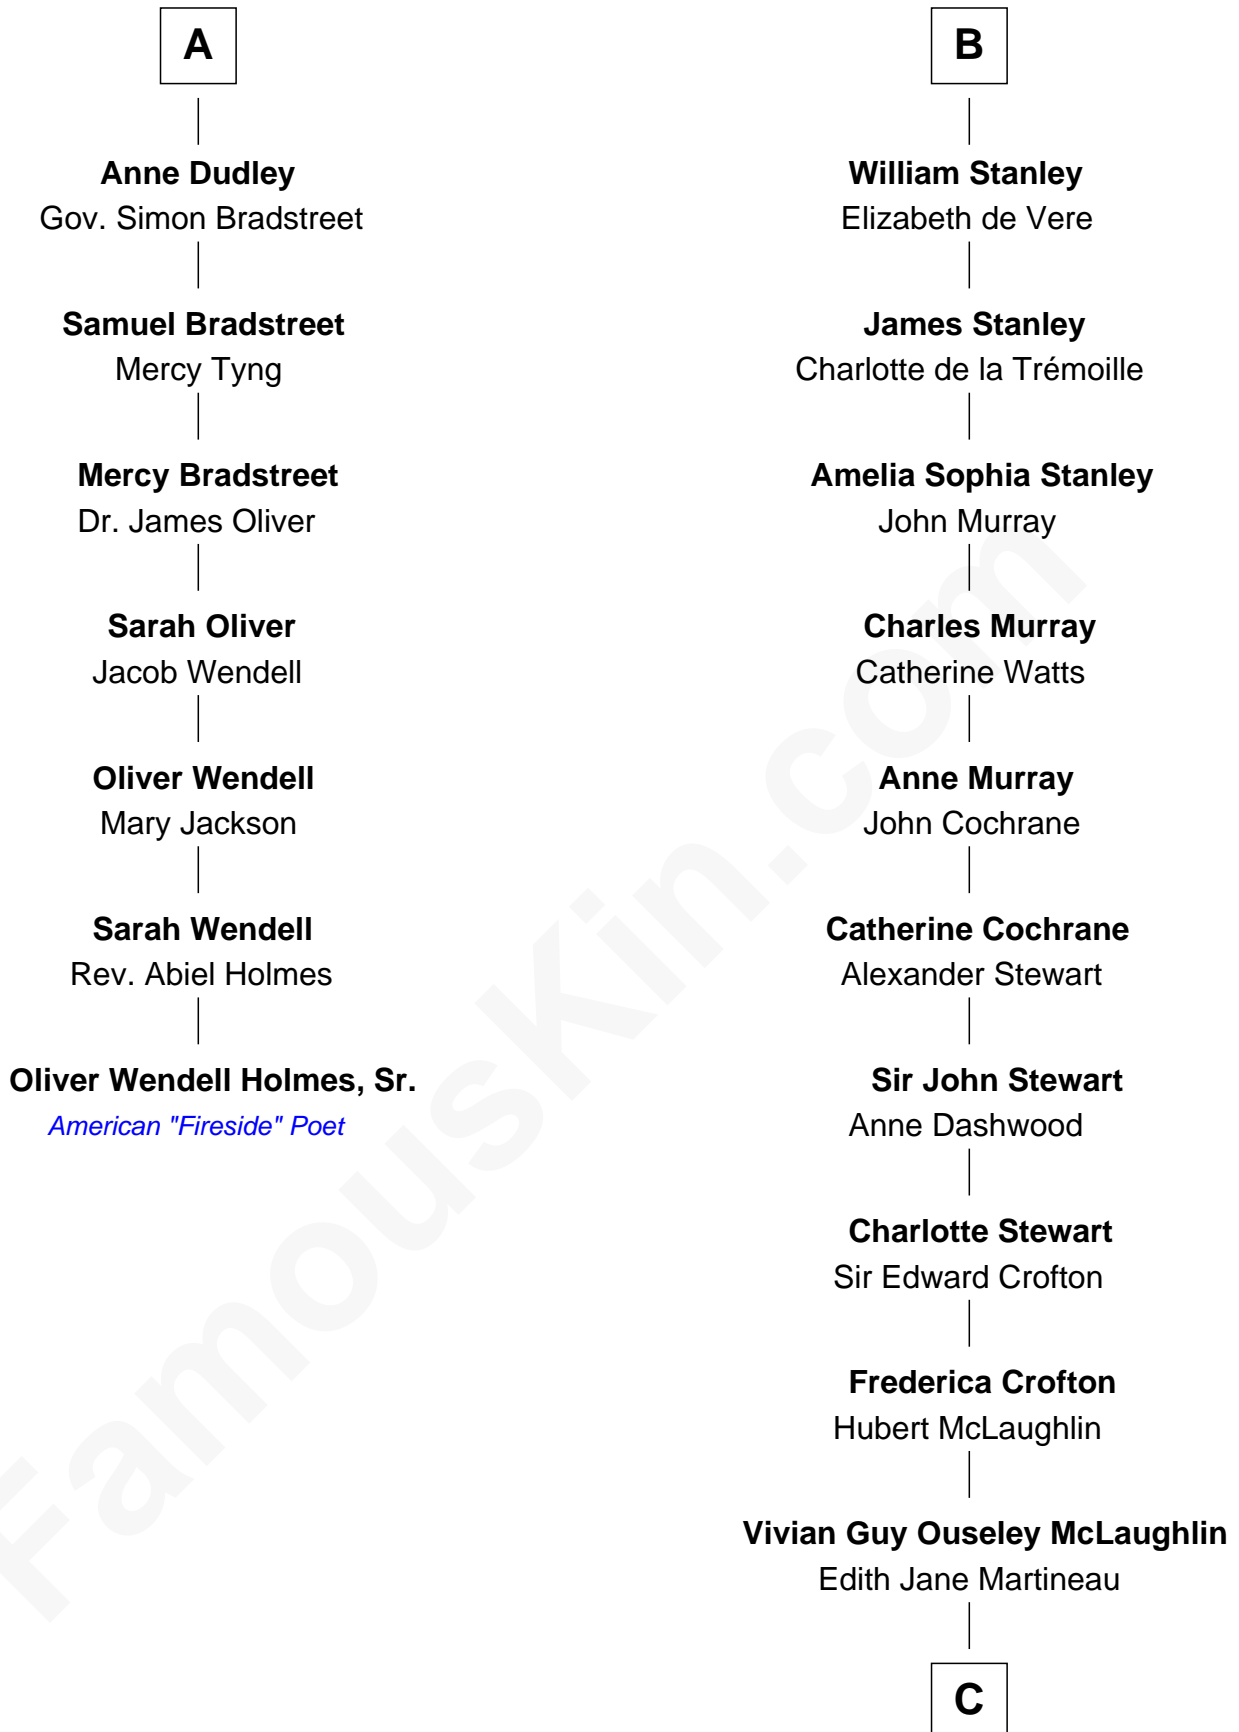 A
Anne Dudley
Gov. Simon Bradstreet
Samuel Bradstreet
Mercy Tyng
Mercy Bradstreet
Dr. James Oliver
Sarah Oliver
Jacob Wendell
Oliver Wendell
Mary Jackson
Sarah Wendell
Rev. Abiel Holmes
Oliver Wendell Holmes, Sr.
American "Fireside" Poet
B
William Stanley
Elizabeth de Vere
James Stanley
Charlotte de la Trémoille
Amelia Sophia Stanley
John Murray
Charles Murray
Catherine Watts
Anne Murray
John Cochrane
Catherine Cochrane
Alexander Stewart
Sir John Stewart
Anne Dashwood
Charlotte Stewart
Sir Edward Crofton
Frederica Crofton
Hubert McLaughlin
Vivian Guy Ouseley McLaughlin
Edith Jane Martineau
C
FamousKin.com